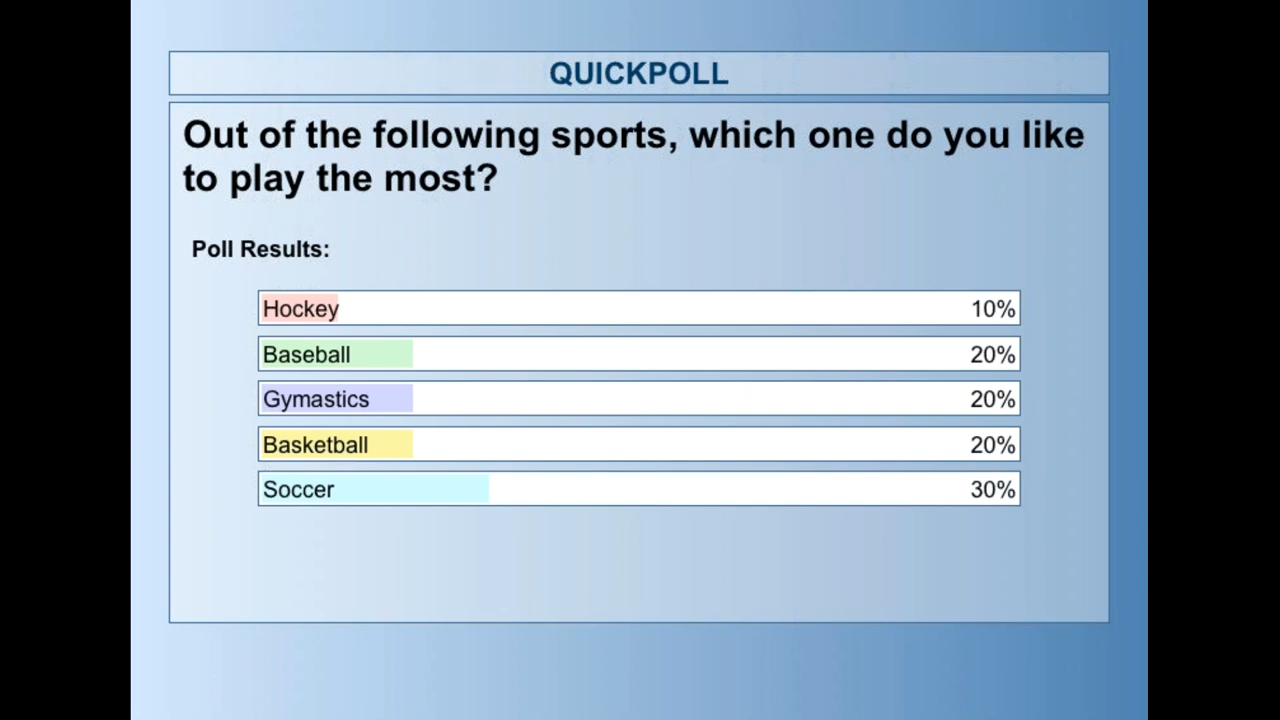 QUICKPOLL
Out of the following sports, which one do you like
to play the most?
Poll Results:
Hockey 10%
Baseball 20%
Gymastics 20%
Basketball 20%
Soccer 30%